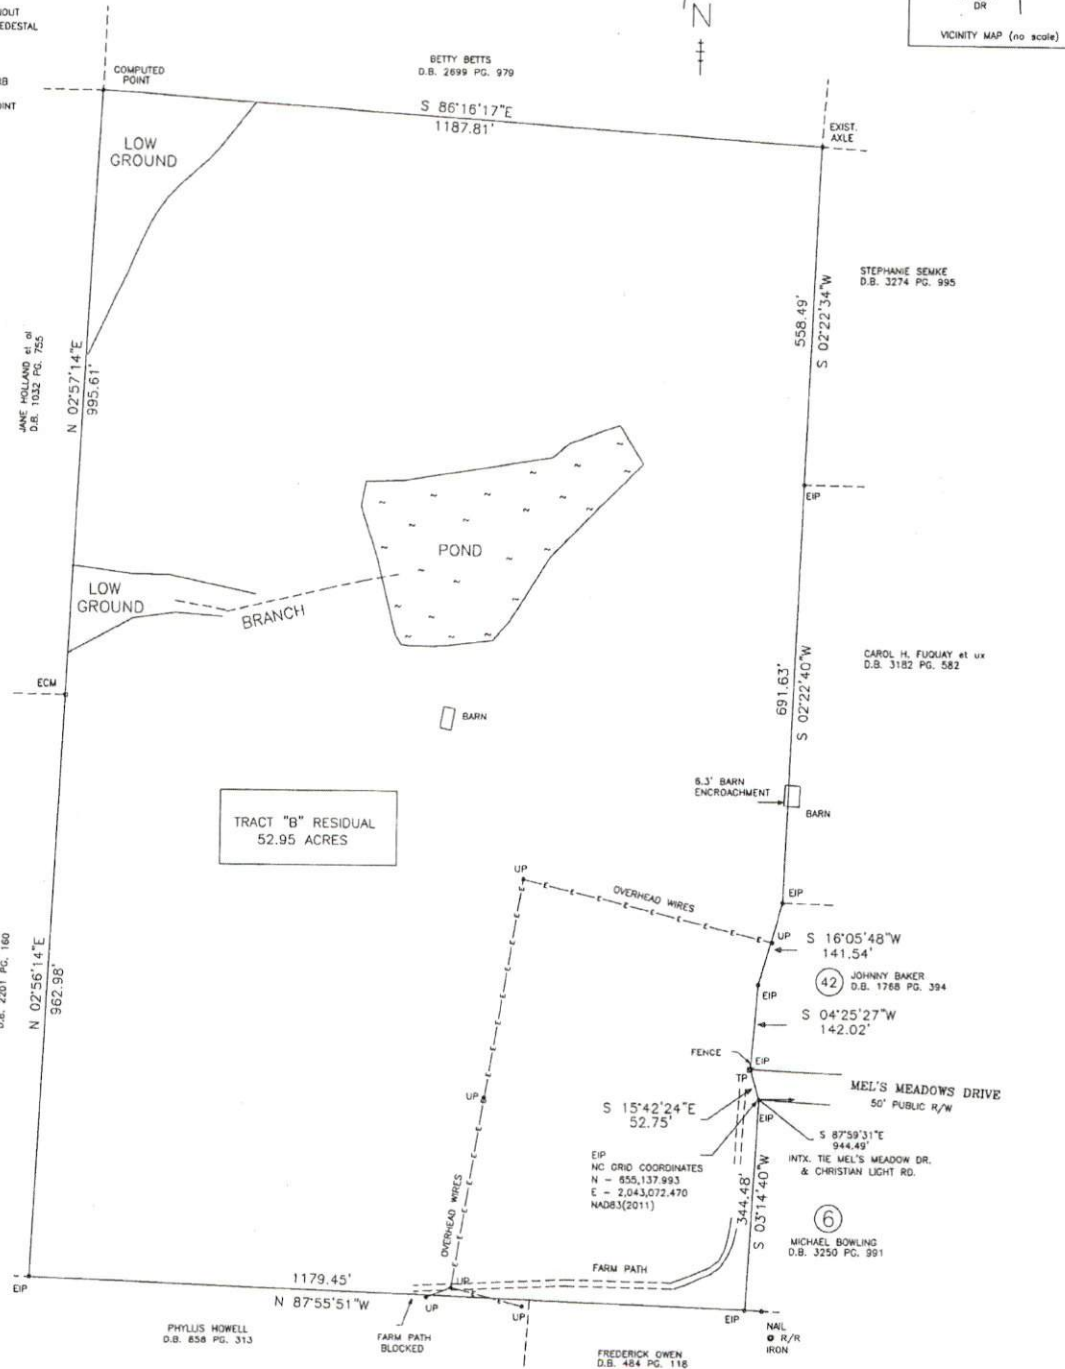 NOUT
EDESTAL
RB
OINT
N
DR
VICINITY MAP (no scale)
COMPUTED
POINT
BETTY BETTS
D.B. 2699 PG. 979
S 86°16'17"E
1187.81'
EXIST.
AXLE
LOW
GROUND
STEPHANIE SEMKE
D.B. 3274 PG. 995
558.49'
S 02°22'34"W
JANE HOLLAND et al
D.B. 1032 PG. 755
N 02°57'14"E
995.61'
EIP
POND
LOW
GROUND
BRANCH
ECM
BARN
CAROL H. FUQUAY et ux
D.B. 3182 PG. 582
691.63'
S 02°22'40"W
6.3' BARN
ENCROACHMENT
BARN
TRACT "B" RESIDUAL
52.95 ACRES
UP
OVERHEAD WIRES
EIP
UP
S 16°05'48"W
141.54'
42
JOHNNY BAKER
D.B. 1768 PG. 394
EIP
S 04°25'27"W
142.02'
D.B. 2201 PG. 160
N 02°56'14"E
962.98'
FENCE
EIP
TP
MEL'S MEADOWS DRIVE
50' PUBLIC R/W
UP
S 15°42'24"E
52.75'
EIP
S 87°59'31"E
944.49'
INTX. TIE MEL'S MEADOW DR.
& CHRISTIAN LIGHT RD.
EIP
NC GRID COORDINATES
N - 655,137.993
E - 2,043,072.470
NAD83(2011)
344.48'
S 03°14'40"W
6
MICHAEL BOWLING
D.B. 3250 PG. 991
OVERHEAD WIRES
FARM PATH
EIP
1179.45'
N 87°55'51"W
UP
UP
UP
EIP
NAIL
R/R
IRON
PHYLLIS HOWELL
D.B. 858 PG. 313
FARM PATH
BLOCKED
FREDERICK OWEN
D.B. 484 PG. 116